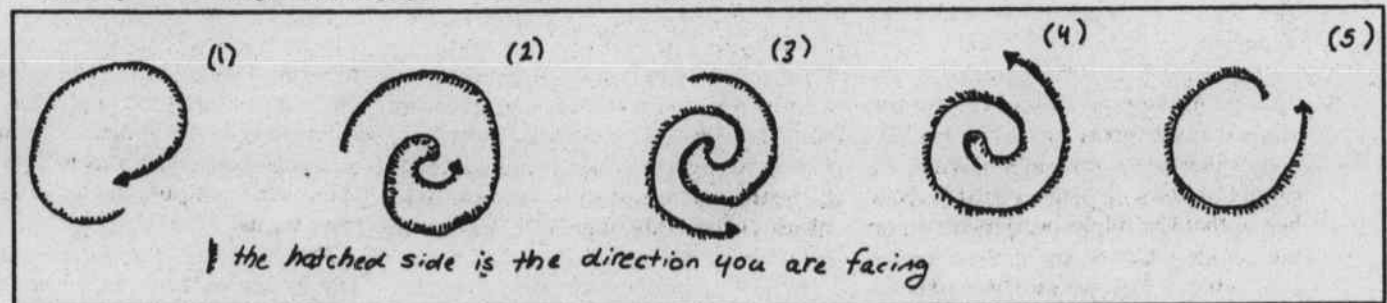 (1) (2) (3) (4) (5)
the hatched side is the direction you are facing